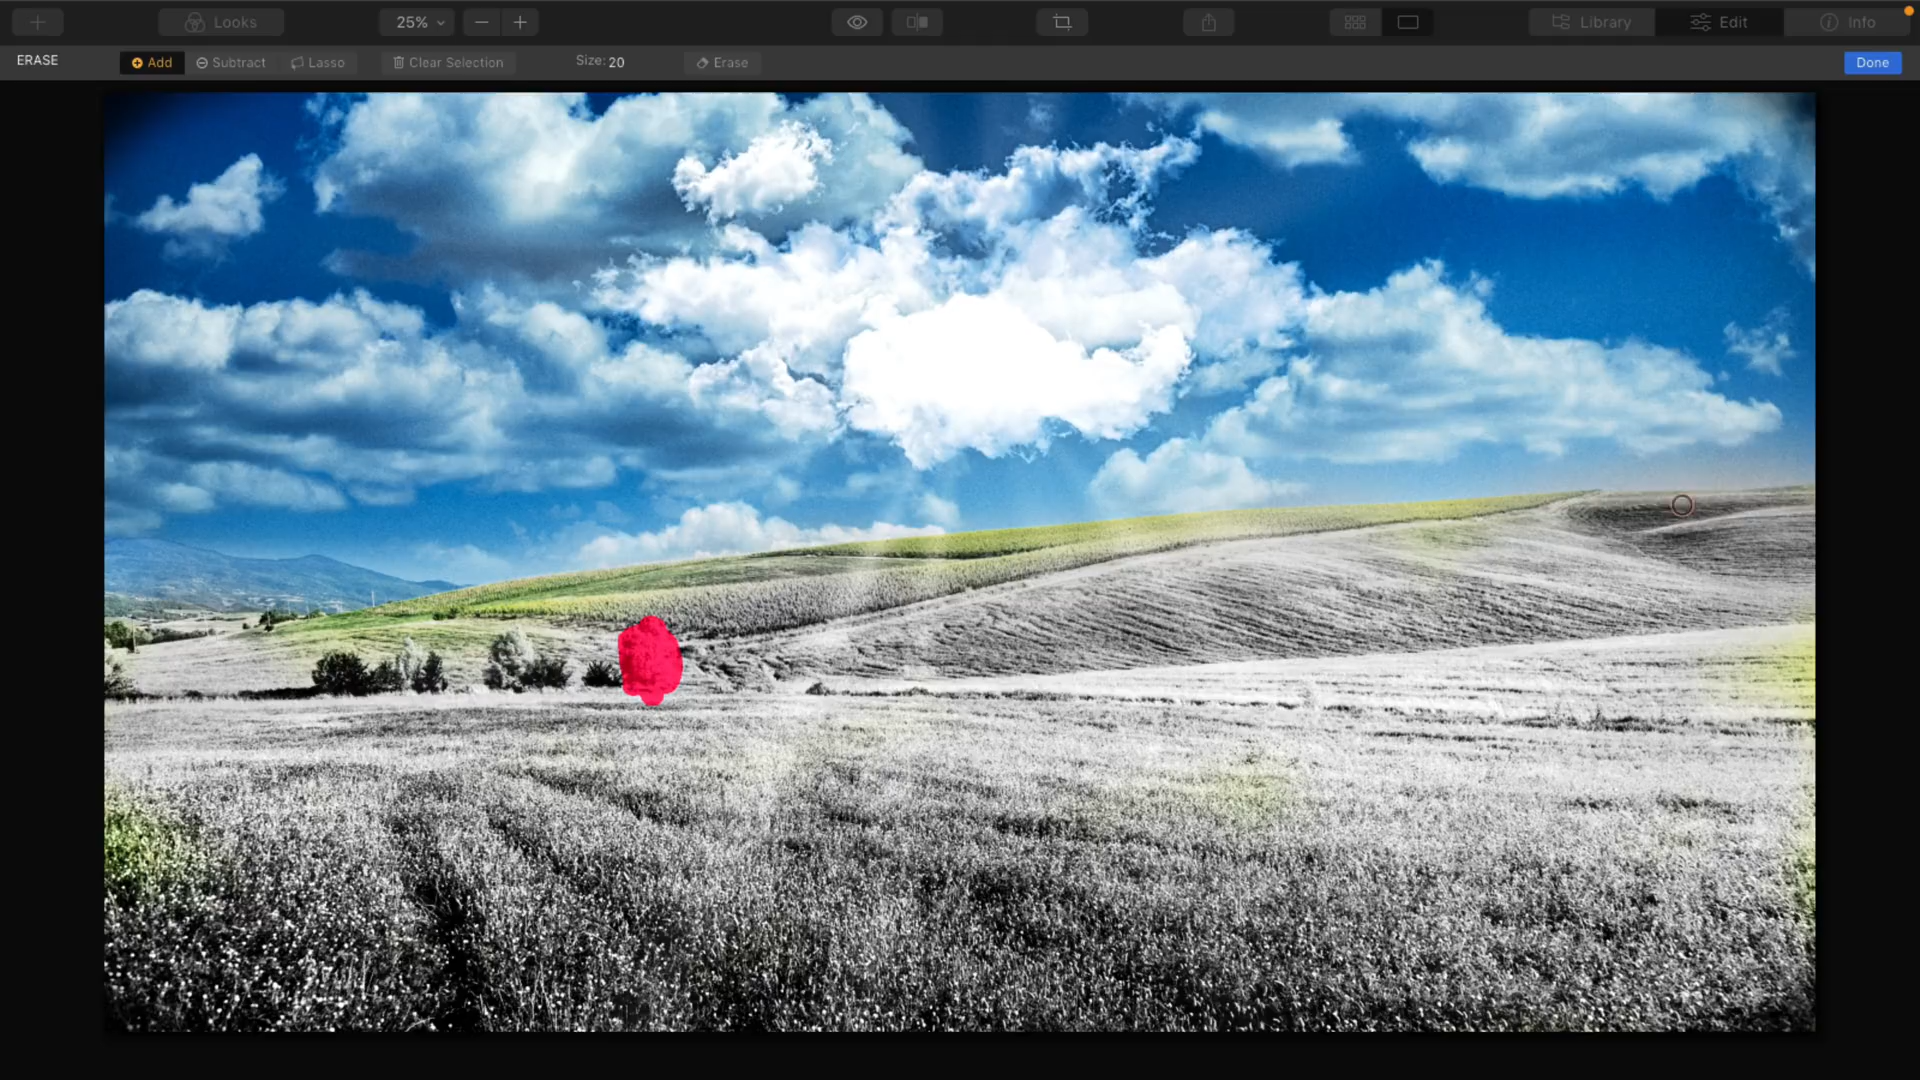 Looks 25% Library Edit Info
ERASE Add Subtract Lasso Clear Selection Size: 20 Erase Done